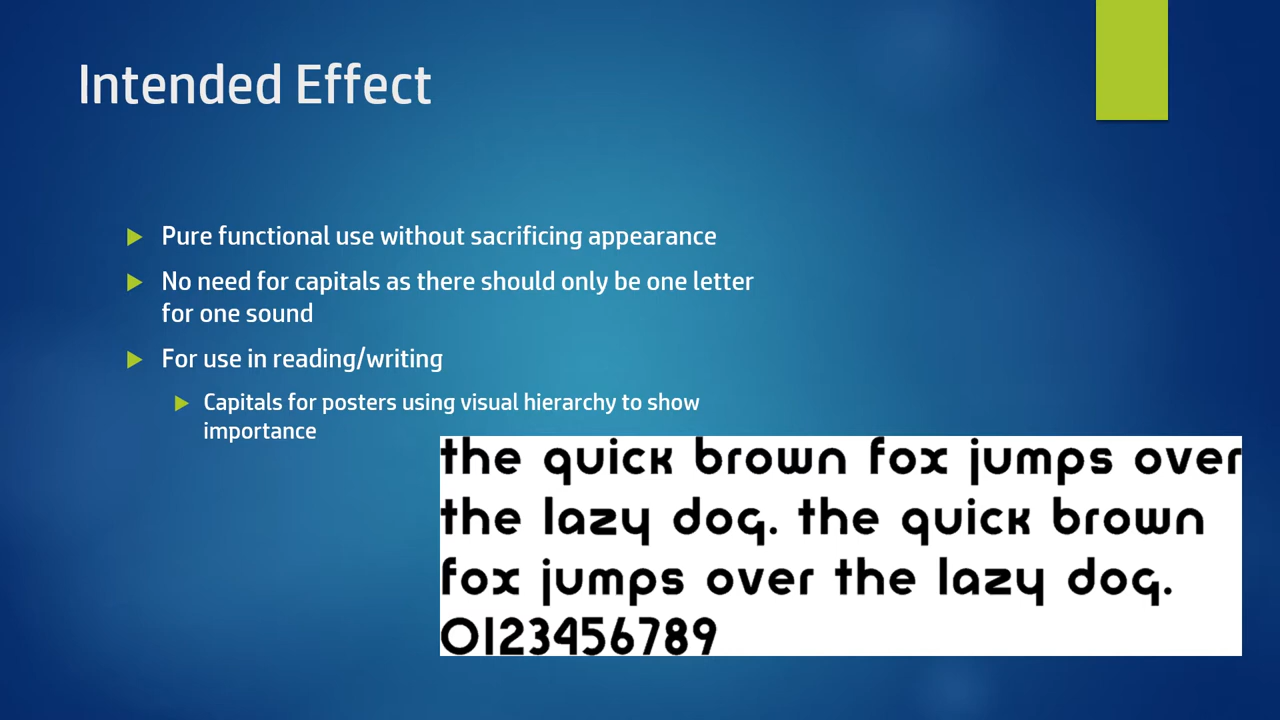 Intended Effect
Pure functional use without sacrificing appearance
No need for capitals as there should only be one letter
for one sound
For use in reading/writing
Capitals for posters using visual hierarchy to show
importance
the quick brown fox jumps over
the lazy dog. the quick brown
fox jumps over the lazy dog.
0123456789